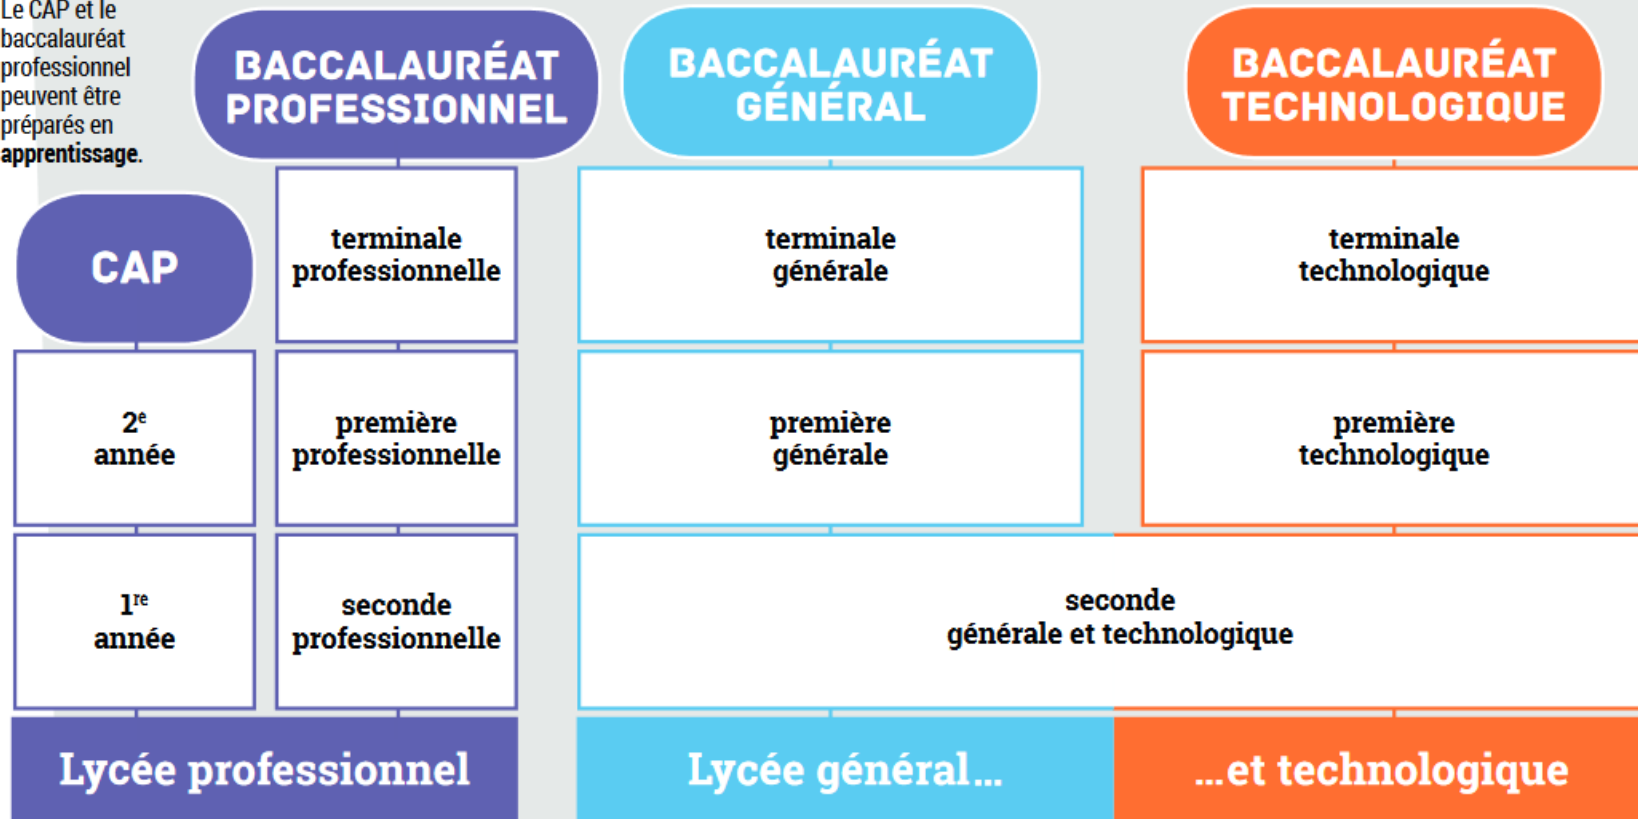 Le CAP et le
baccalauréat
professionnel
peuvent être
préparés en
apprentissage.
BACCALAURÉAT
PROFESSIONNEL
BACCALAURÉAT
GÉNÉRAL
BACCALAURÉAT
TECHNOLOGIQUE
CAP
terminale
professionnelle
terminale
générale
terminale
technologique
2e
année
première
professionnelle
première
générale
première
technologique
1re
année
seconde
professionnelle
seconde
générale et technologique
Lycée professionnel
Lycée général...
...et technologique